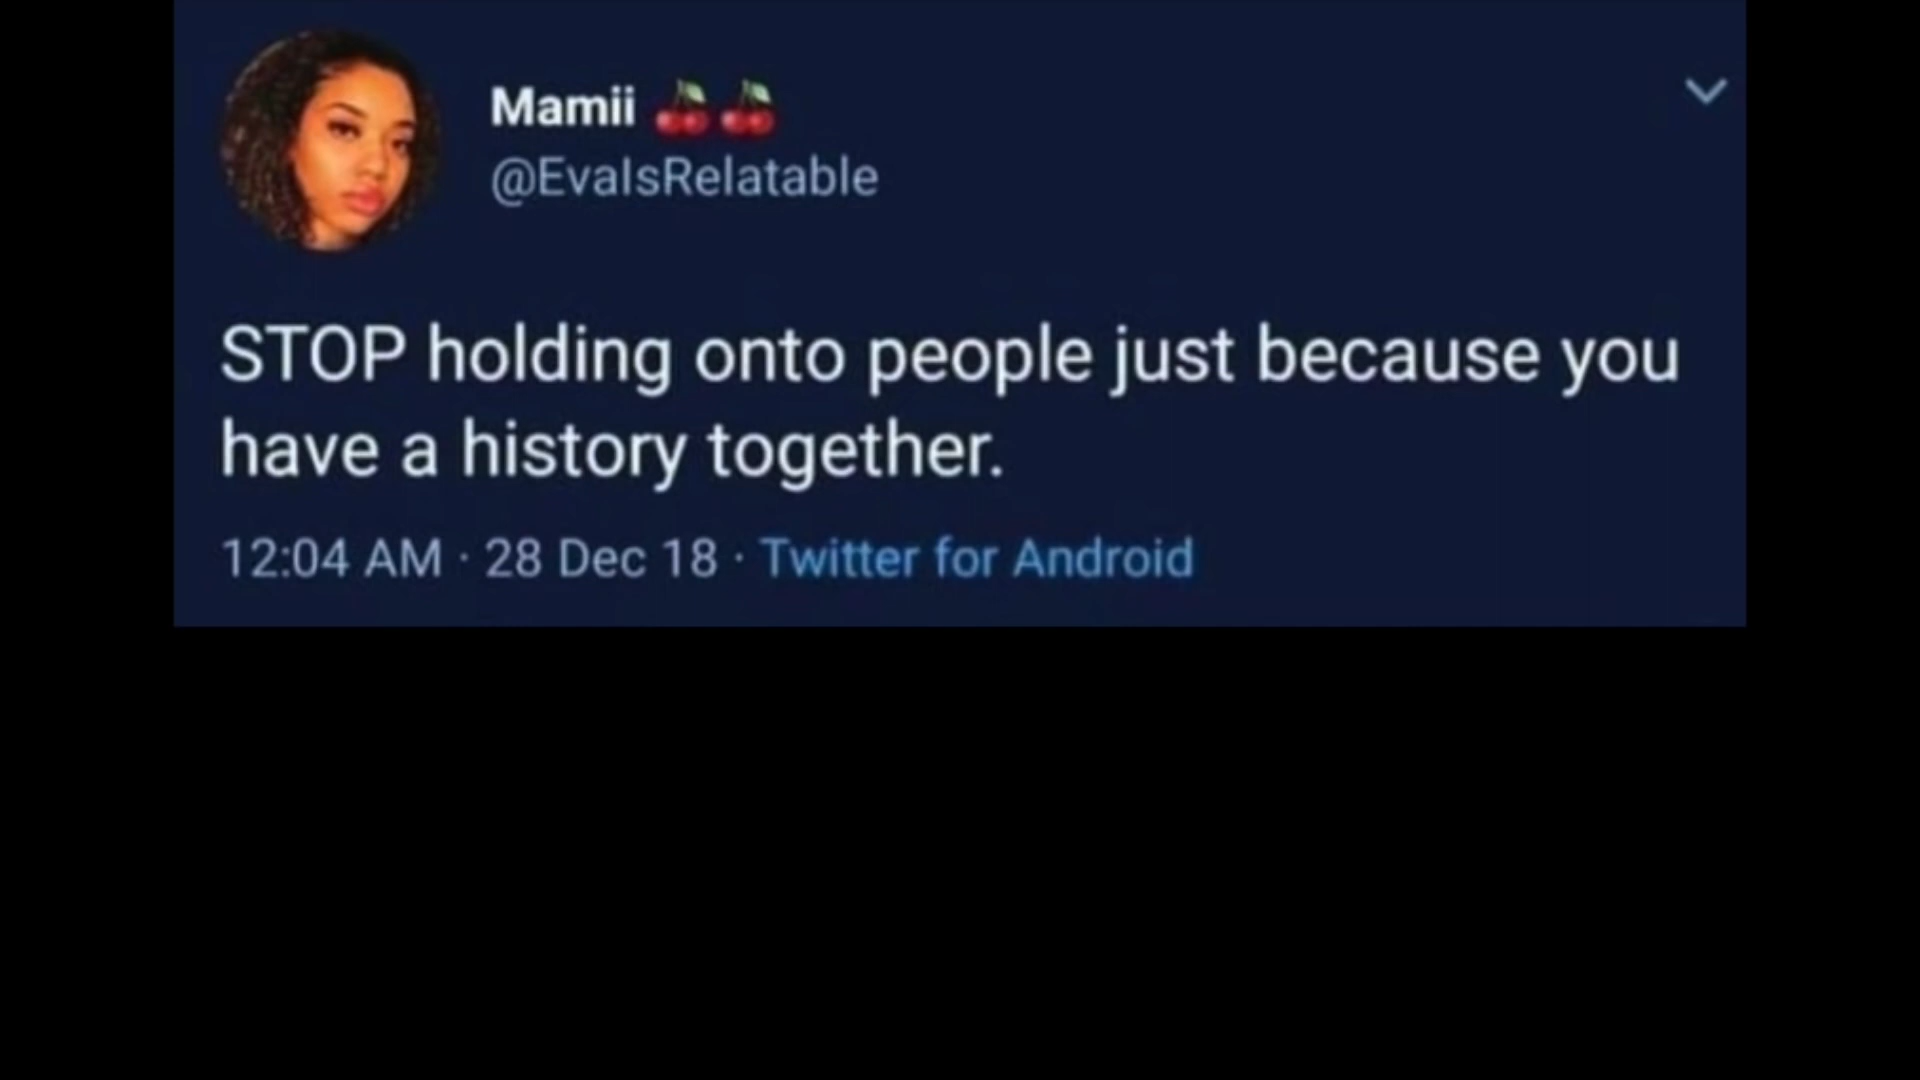 Mamii 🍒🍒
@EvaIsRelatable
STOP holding onto people just because you
have a history together.
12:04 AM · 28 Dec 18 · Twitter for Android